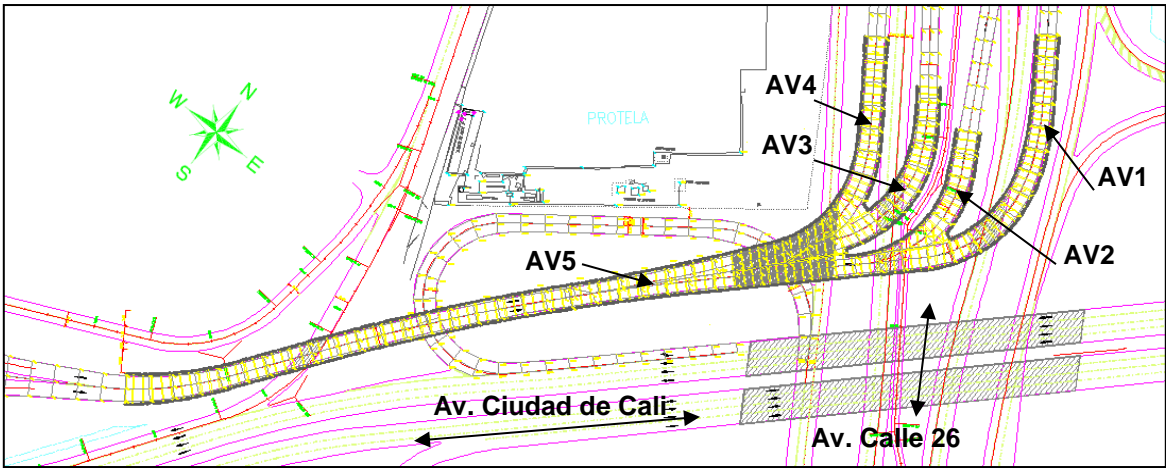 N
W
S
E
PROTELA
AV4
AV3
AV1
AV2
AV5
Av. Ciudad de Cali
Av. Calle 26